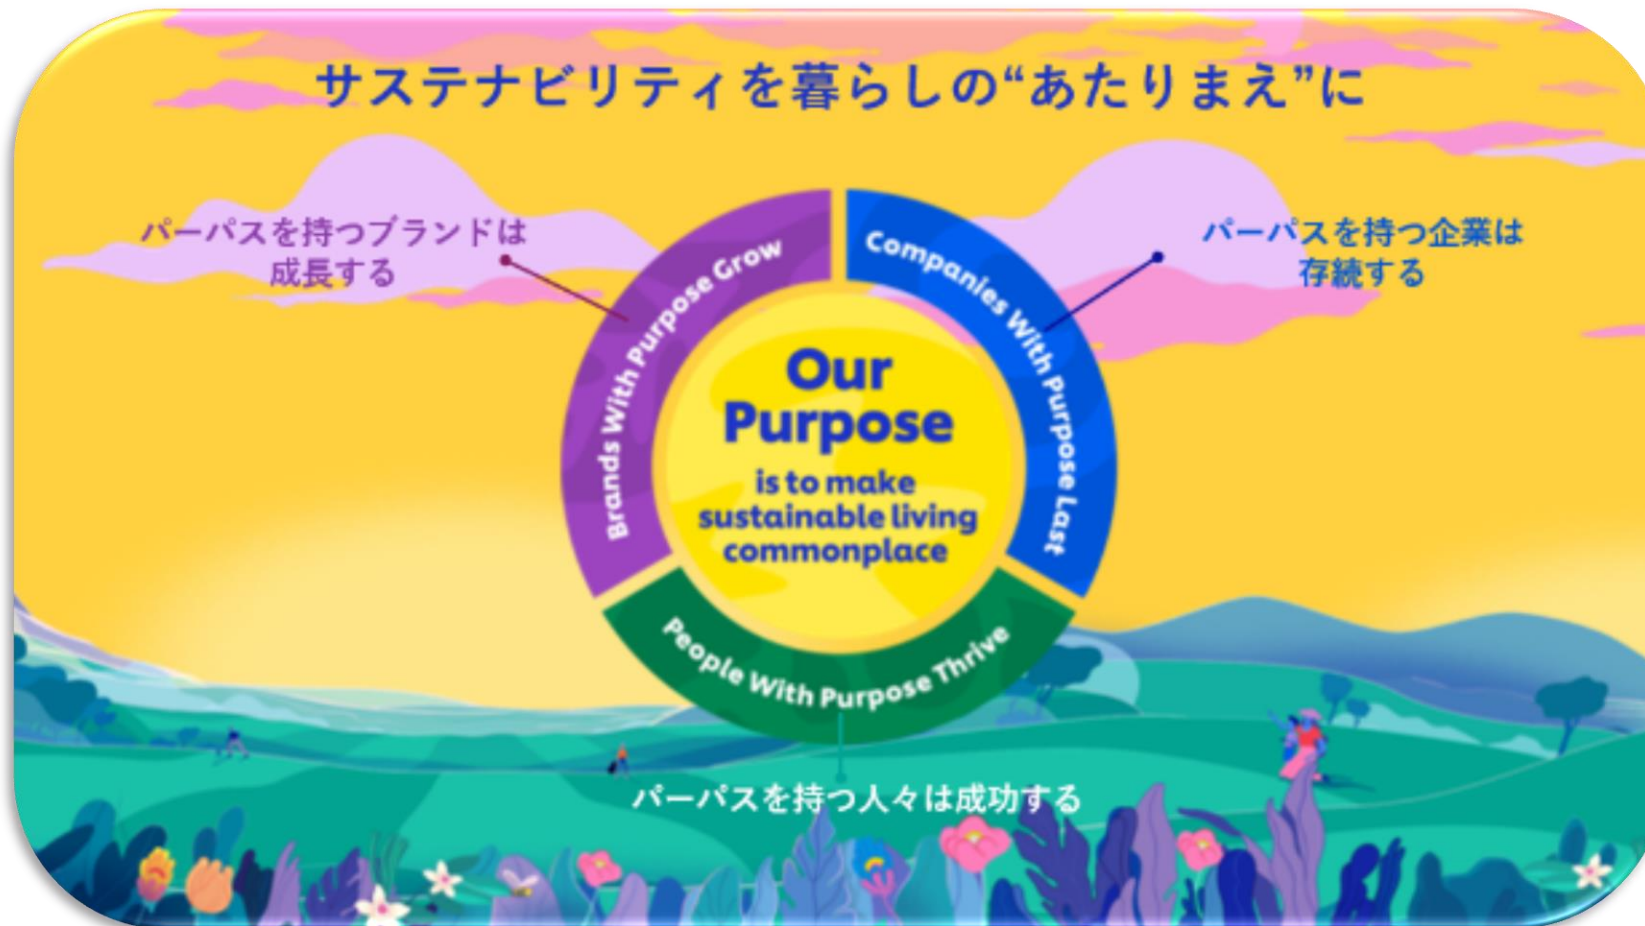 サステナビリティを暮らしの“あたりまえ”に
パーパスを持つブランドは
成長する
パーパスを持つ企業は
存続する
Brands With Purpose Grow
Companies With Purpose Last
Our
Purpose
is to make
sustainable living
commonplace
People With Purpose Thrive
パーパスを持つ人々は成功する